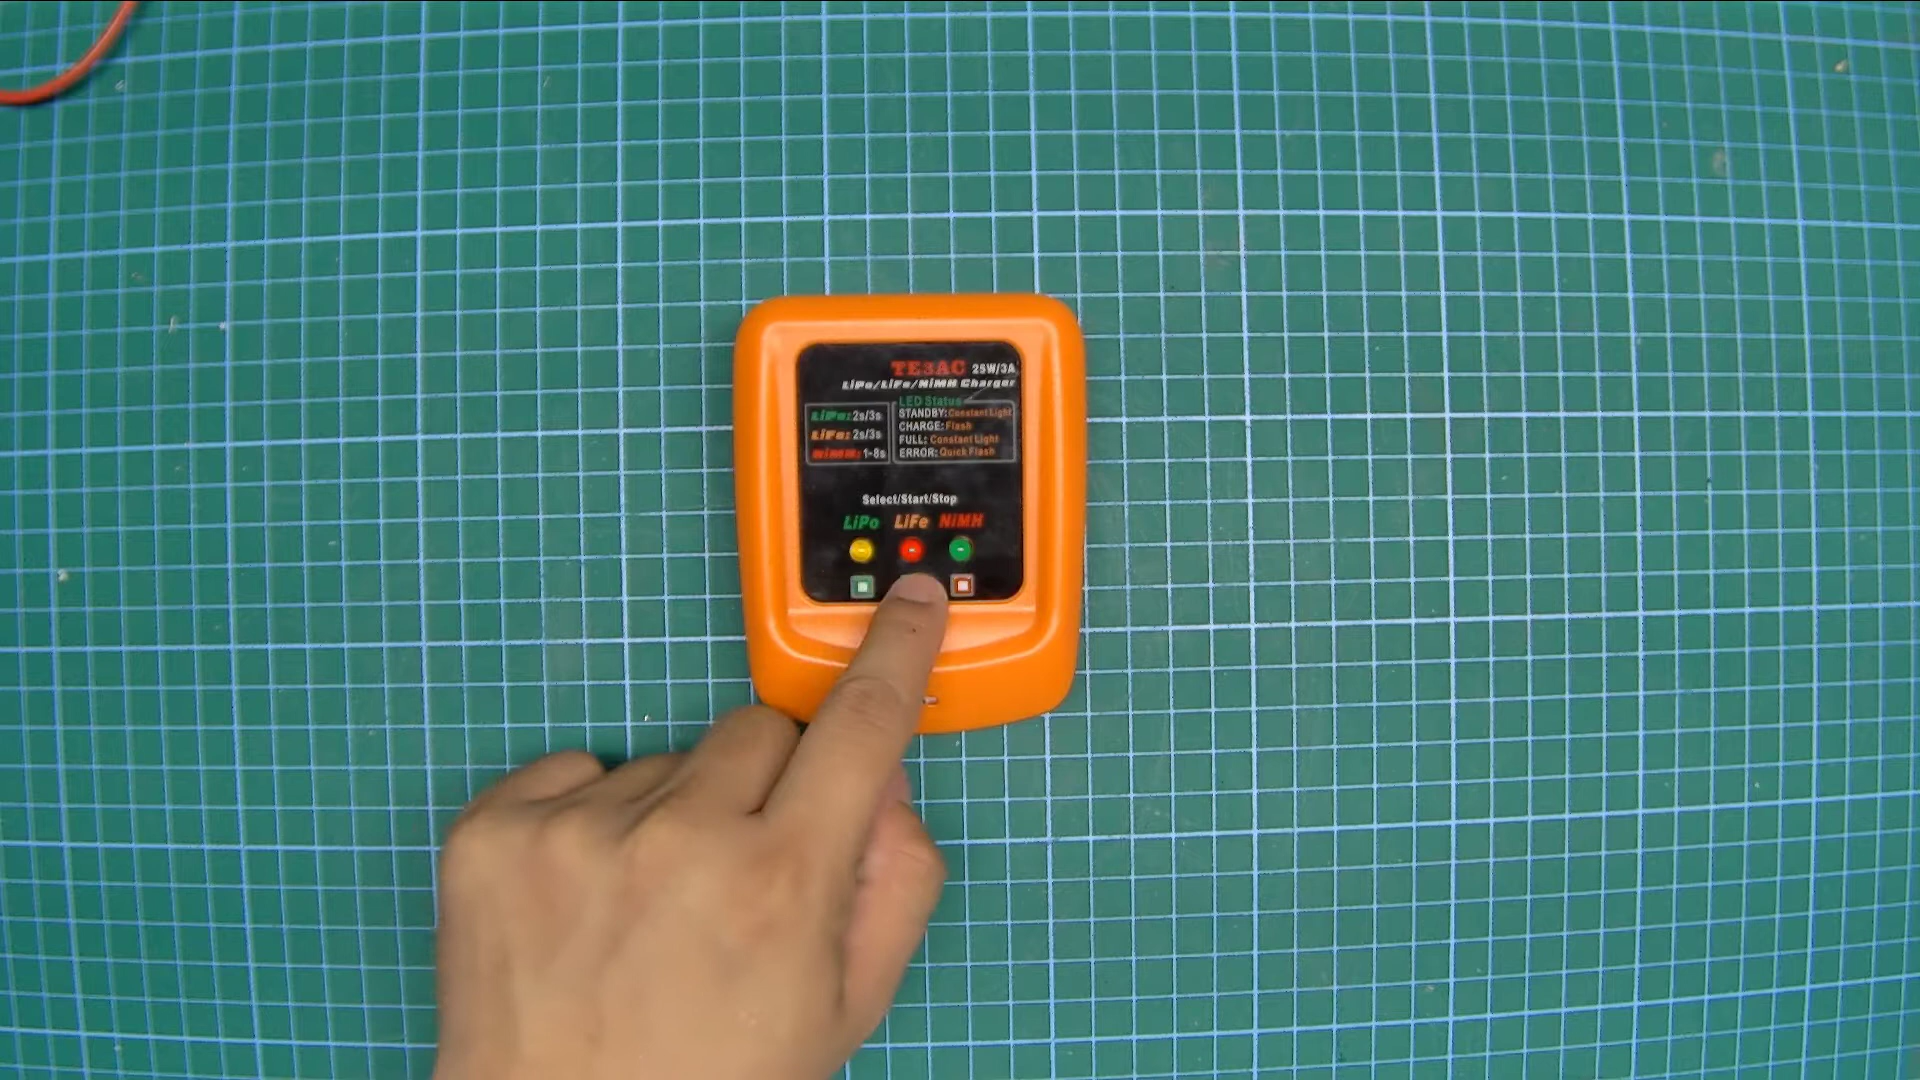 TE3AC 25W/3A
LiPo/LiFe/NiMH Charger
LED Status
LiPo: 2s/3s
LiFe: 2s/3s
NiMH: 1-8s
STANDBY: Constant Light
CHARGE: Flash
FULL: Constant Light
ERROR: Quick Flash
Select/Start/Stop
LiPo LiFe NiMH